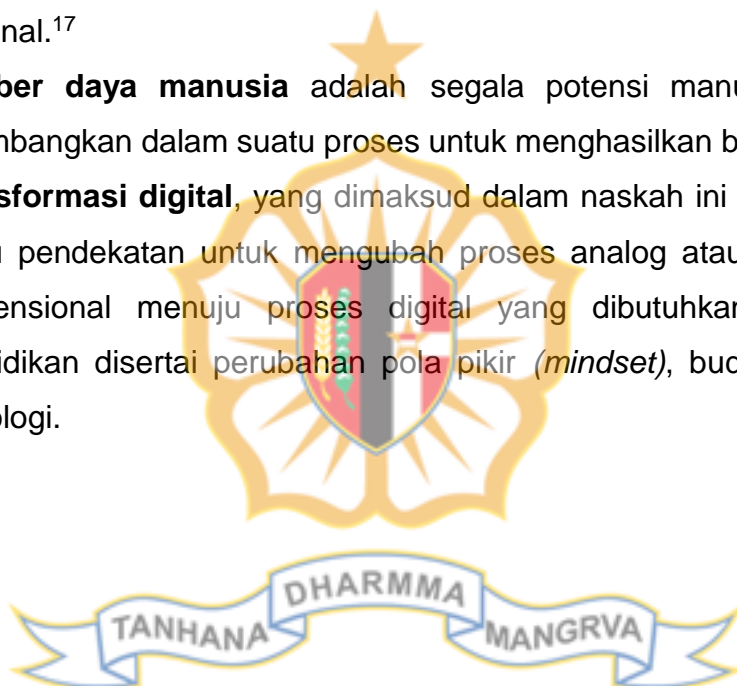 nal.¹⁷
ber daya manusia adalah segala potensi manu
mbangkan dalam suatu proses untuk menghasilkan b
sformasi digital, yang dimaksud dalam naskah ini
pendekatan untuk mengubah proses analog atau
ensional menuju proses digital yang dibutuhkan
idikan disertai perubahan pola pikir (mindset), bud
ologi.
TANHANA DHARMMA MANGRVA